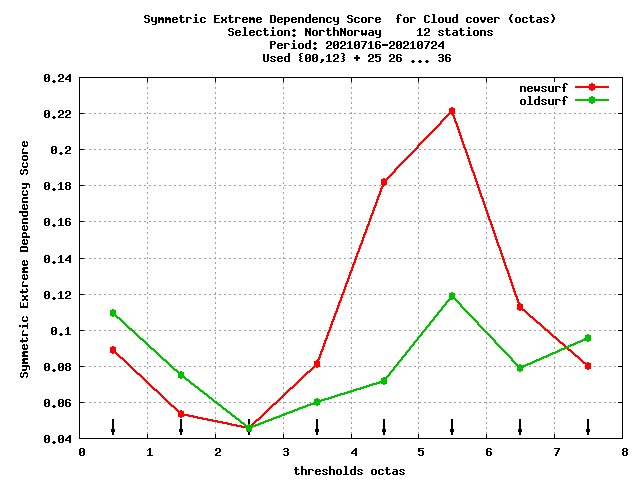 Symmetric Extreme Dependency Score  for Cloud cover (octas)
Selection: NorthNorway     12 stations
Period: 20210716-20210724
Used {00,12} + 25 26 ... 36
newsurf
oldsurf
0.24
0.22
0.2
0.18
0.16
0.14
0.12
0.1
0.08
0.06
0.04
Symmetric Extreme Dependency Score
0 1 2 3 4 5 6 7 8
thresholds octas